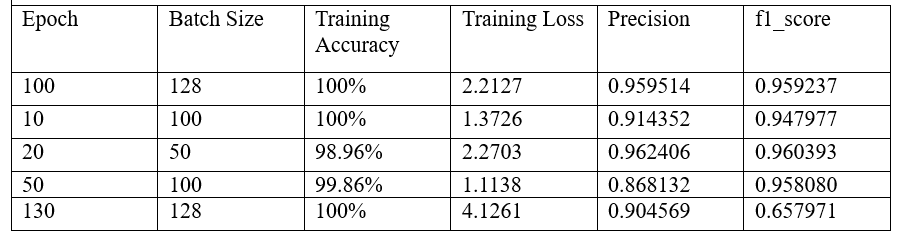 Epoch Batch Size Training Accuracy Training Loss Precision f1_score
100 128 100% 2.2127 0.959514 0.959237
10 100 100% 1.3726 0.914352 0.947977
20 50 98.96% 2.2703 0.962406 0.960393
50 100 99.86% 1.1138 0.868132 0.958080
130 128 100% 4.1261 0.904569 0.657971